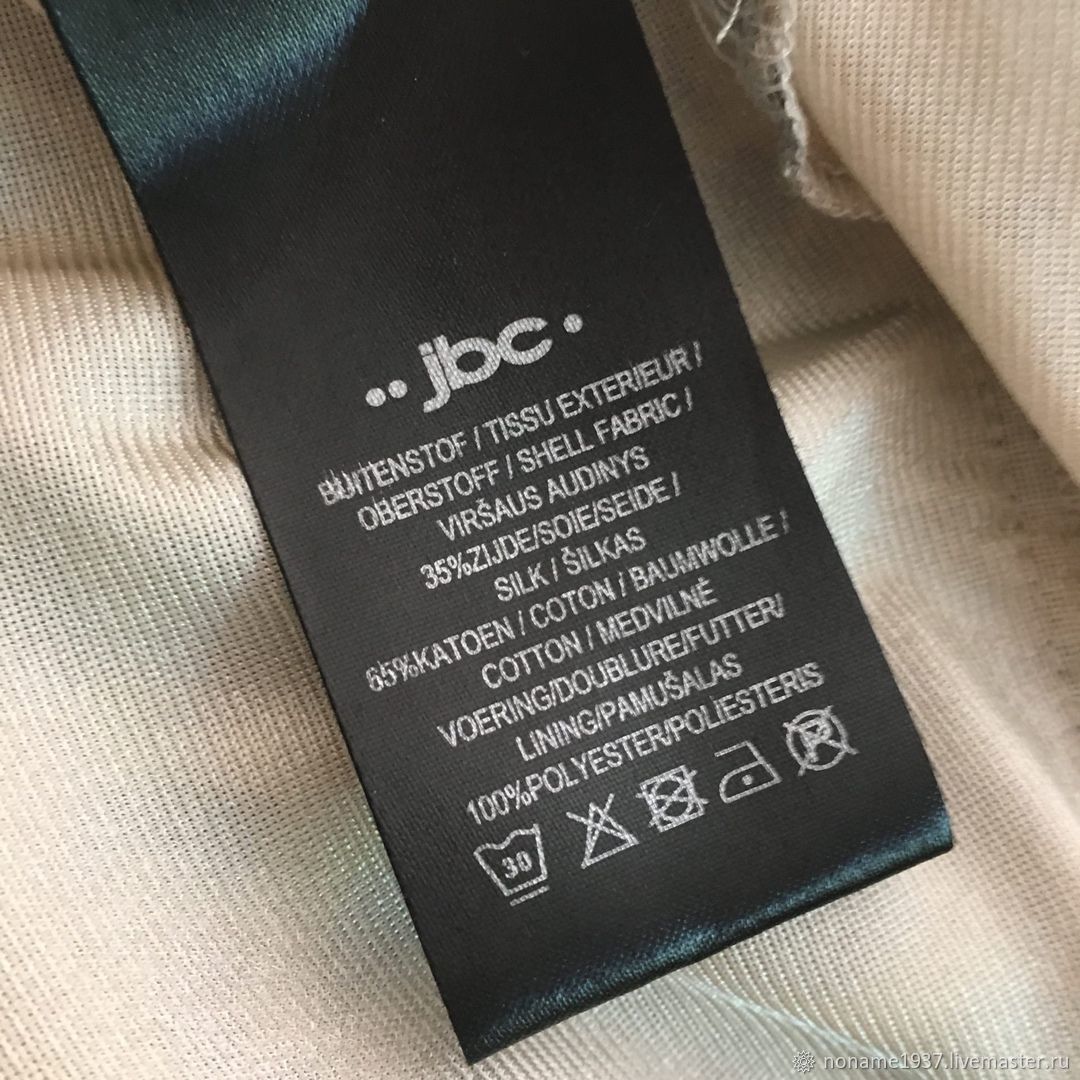 ..jbc.
BUITENSTOF / TISSU EXTERIEUR /
OBERSTOFF / SHELL FABRIC /
VIRŠAUS AUDINYS
35%ZIJDE/SOIE/SEIDE /
SILK / ŠILKAS
65%KATOEN / COTON / BAUMWOLLE /
COTTON / MEDVILNĖ
VOERING/DOUBLURE/FUTTER/
LINING/PAMUŠALAS
100%POLYESTER/POLIESTERIS
30 P
noname1937.livemaster.ru